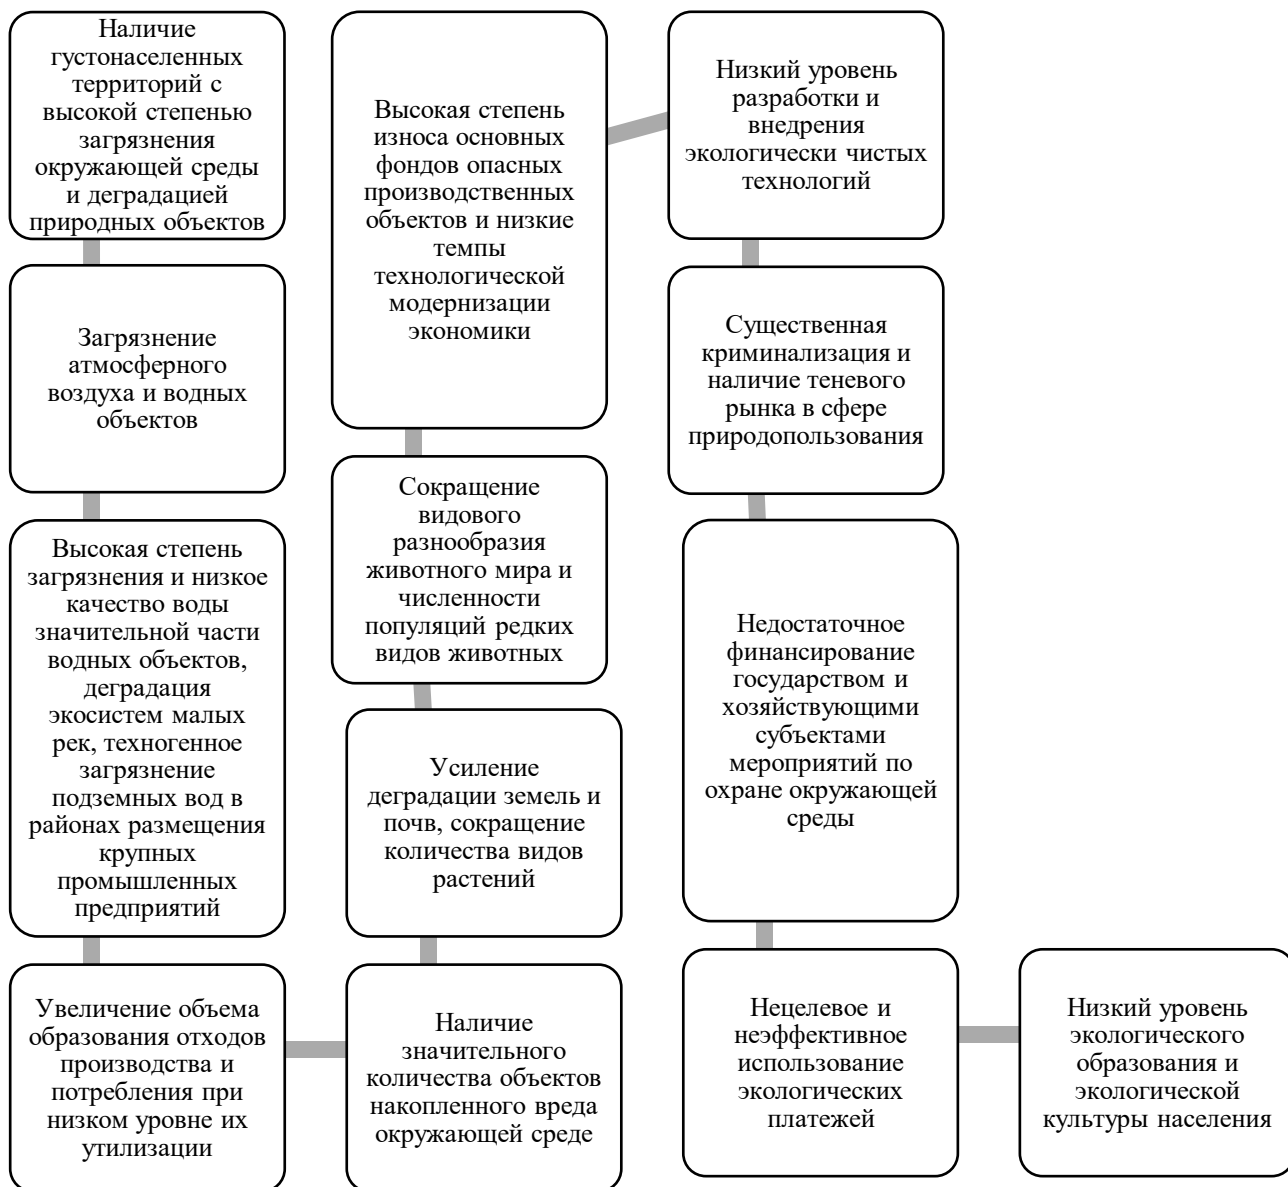 Наличие
густонаселенных
территорий с
высокой степенью
загрязнения
окружающей среды
и деградацией
природных объектов
Загрязнение
атмосферного
воздуха и водных
объектов
Высокая степень
загрязнения и низкое
качество воды
значительной части
водных объектов,
деградация
экосистем малых
рек, техногенное
загрязнение
подземных вод в
районах размещения
крупных
промышленных
предприятий
Увеличение объема
образования отходов
производства и
потребления при
низком уровне их
утилизации
Наличие
значительного
количества объектов
накопленного вреда
окружающей среде
Усиление
деградации земель и
почв, сокращение
количества видов
растений
Сокращение
видового
разнообразия
животного мира и
численности
популяций редких
видов животных
Высокая степень
износа основных
фондов опасных
производственных
объектов и низкие
темпы
технологической
модернизации
экономики
Низкий уровень
разработки и
внедрения
экологически чистых
технологий
Существенная
криминализация и
наличие теневого
рынка в сфере
природопользования
Недостаточное
финансирование
государством и
хозяйствующими
субъектами
мероприятий по
охране окружающей
среды
Нецелевое и
неэффективное
использование
экологических
платежей
Низкий уровень
экологического
образования и
экологической
культуры населения